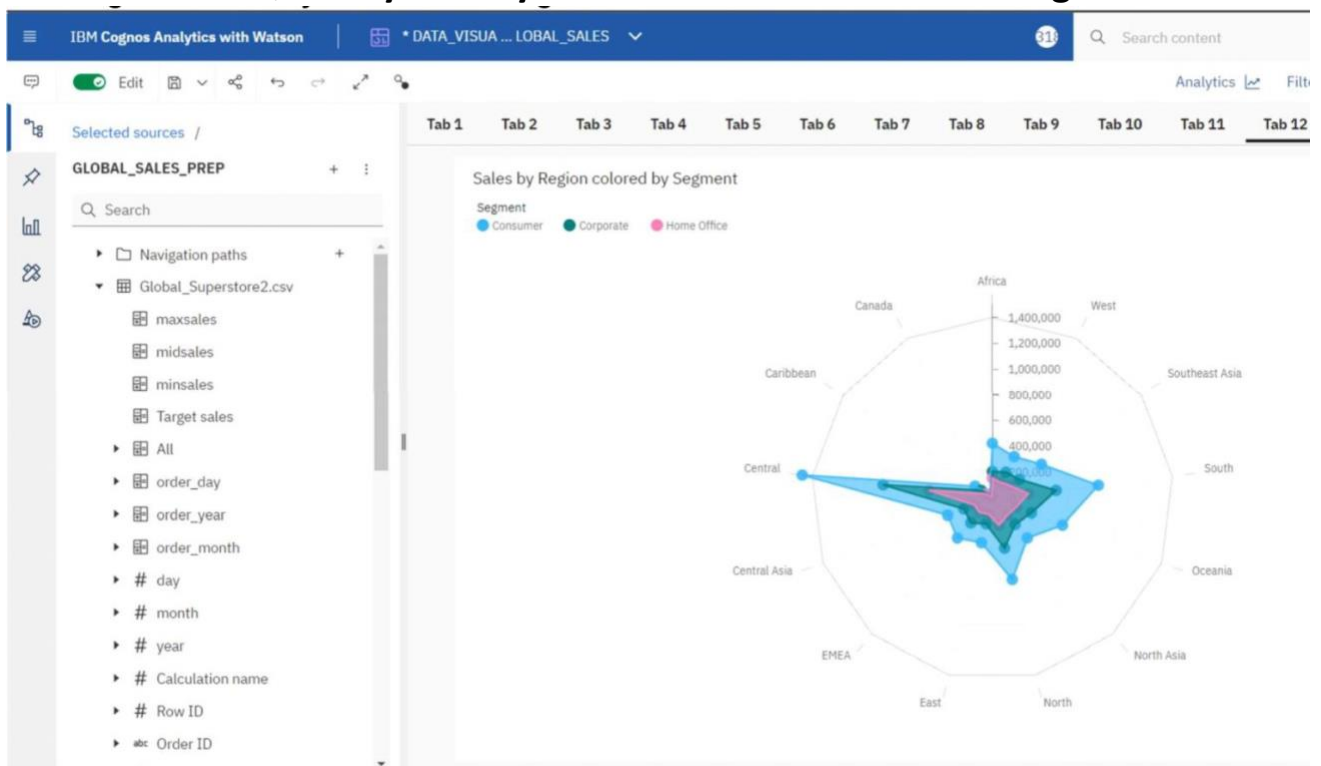 IBM Cognos Analytics with Watson
* DATA_VISUA ... LOBAL_SALES
Search content
Edit
Analytics
Selected sources /
GLOBAL_SALES_PREP
Search
Navigation paths
Global_Superstore2.csv
maxsales
midsales
minsales
Target sales
All
order_day
order_year
order_month
# day
# month
# year
# Calculation name
# Row ID
abc Order ID
Tab 1 Tab 2 Tab 3 Tab 4 Tab 5 Tab 6 Tab 7 Tab 8 Tab 9 Tab 10 Tab 11 Tab 12
Sales by Region colored by Segment
Segment
Consumer Corporate Home Office
Africa
Canada West
1,400,000
1,200,000
1,000,000
Caribbean Southeast Asia
800,000
600,000
400,000
Central South
Central Asia Oceania
EMEA North Asia
East North